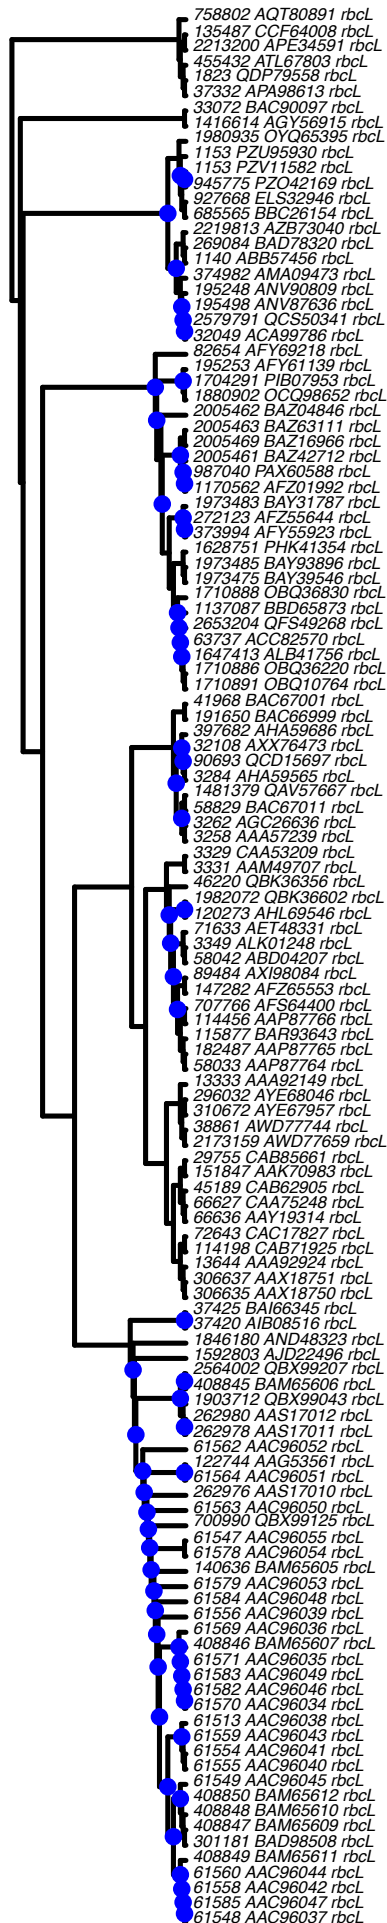 758802 AQT80891 rbcL
135487 CCF64008 rbcL
2213200 APE34591 rbcL
455432 ATL67803 rbcL
1823 QDP79558 rbcL
37332 APA98613 rbcL
33072 BAC90097 rbcL
1416614 AGY56915 rbcL
1980935 OYQ65395 rbcL
1153 PZU95930 rbcL
1153 PZV11582 rbcL
945775 PZO42169 rbcL
927668 ELS32946 rbcL
685565 BBC26154 rbcL
2219813 AZB73040 rbcL
269084 BAD78320 rbcL
1140 ABB57456 rbcL
374982 AMA09473 rbcL
195248 ANV90809 rbcL
195498 ANV87636 rbcL
2579791 QCS50341 rbcL
32049 ACA99786 rbcL
82654 AFY69218 rbcL
195253 AFY61139 rbcL
1704291 PIB07953 rbcL
1880902 OCQ98652 rbcL
2005462 BAZ04846 rbcL
2005463 BAZ63111 rbcL
2005469 BAZ16966 rbcL
2005461 BAZ42712 rbcL
987040 PAX60588 rbcL
1170562 AFZ01992 rbcL
1973483 BAY31787 rbcL
272123 AFZ55644 rbcL
373994 AFY55923 rbcL
1628751 PHK41354 rbcL
1973485 BAY93896 rbcL
1973475 BAY39546 rbcL
1710888 OBQ36830 rbcL
1137087 BBD65873 rbcL
2653204 QFS49268 rbcL
63737 ACC82570 rbcL
1647413 ALB41756 rbcL
1710886 OBQ36220 rbcL
1710891 OBQ10764 rbcL
41968 BAC67001 rbcL
191650 BAC66999 rbcL
397682 AHA59686 rbcL
32108 AXX76473 rbcL
90693 QCD15697 rbcL
3284 AHA59565 rbcL
1481379 QAV57667 rbcL
58829 BAC67011 rbcL
3262 AGC26636 rbcL
3258 AAA57239 rbcL
3329 CAA53209 rbcL
3331 AAM49707 rbcL
46220 QBK36356 rbcL
1982072 QBK36602 rbcL
120273 AHL69546 rbcL
71633 AET48331 rbcL
3349 ALK01248 rbcL
58042 ABD04207 rbcL
89484 AXI98084 rbcL
147282 AFZ65553 rbcL
707766 AFS64400 rbcL
114456 AAP87766 rbcL
115877 BAR93643 rbcL
182487 AAP87765 rbcL
58033 AAP87764 rbcL
13333 AAA92149 rbcL
296032 AYE68046 rbcL
310672 AYE67957 rbcL
38861 AWD77744 rbcL
2173159 AWD77659 rbcL
29755 CAB85661 rbcL
151847 AAK70983 rbcL
45189 CAB62905 rbcL
66627 CAA75248 rbcL
66636 AAY19314 rbcL
72643 CAC17827 rbcL
114198 CAB71925 rbcL
13644 AAA92924 rbcL
306637 AAX18751 rbcL
306635 AAX18750 rbcL
37425 BAI66345 rbcL
37420 AIB08516 rbcL
1846180 AND48323 rbcL
1592803 AJD22496 rbcL
2564002 QBX99207 rbcL
408845 BAM65606 rbcL
1903712 QBX99043 rbcL
262980 AAS17012 rbcL
262978 AAS17011 rbcL
61562 AAC96052 rbcL
122744 AAG53561 rbcL
61564 AAC96051 rbcL
262976 AAS17010 rbcL
61563 AAC96050 rbcL
700990 QBX99125 rbcL
61547 AAC96055 rbcL
61578 AAC96054 rbcL
140636 BAM65605 rbcL
61579 AAC96053 rbcL
61584 AAC96048 rbcL
61556 AAC96039 rbcL
61569 AAC96036 rbcL
408846 BAM65607 rbcL
61571 AAC96035 rbcL
61583 AAC96049 rbcL
61582 AAC96046 rbcL
61570 AAC96034 rbcL
61513 AAC96038 rbcL
61559 AAC96043 rbcL
61554 AAC96041 rbcL
61555 AAC96040 rbcL
61549 AAC96045 rbcL
408850 BAM65612 rbcL
408848 BAM65610 rbcL
408847 BAM65609 rbcL
301181 BAD98508 rbcL
408849 BAM65611 rbcL
61560 AAC96044 rbcL
61558 AAC96042 rbcL
61585 AAC96047 rbcL
61548 AAC96037 rbcL